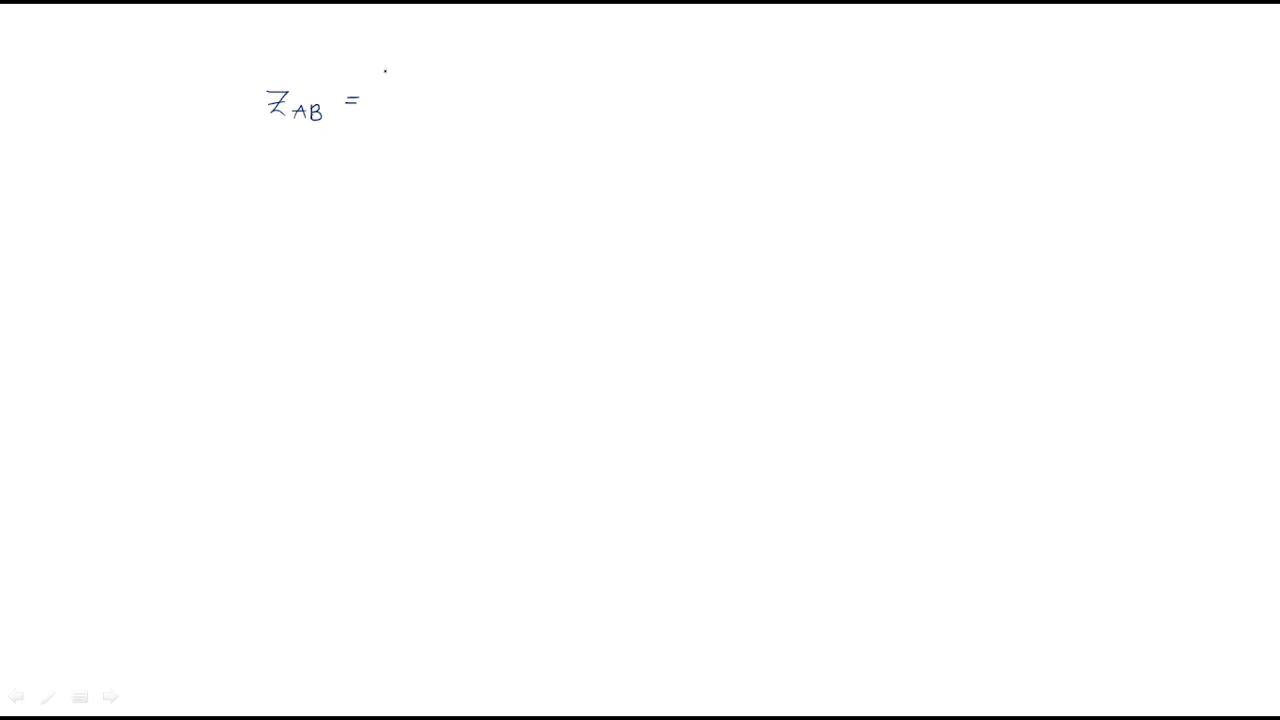 Z_AB =